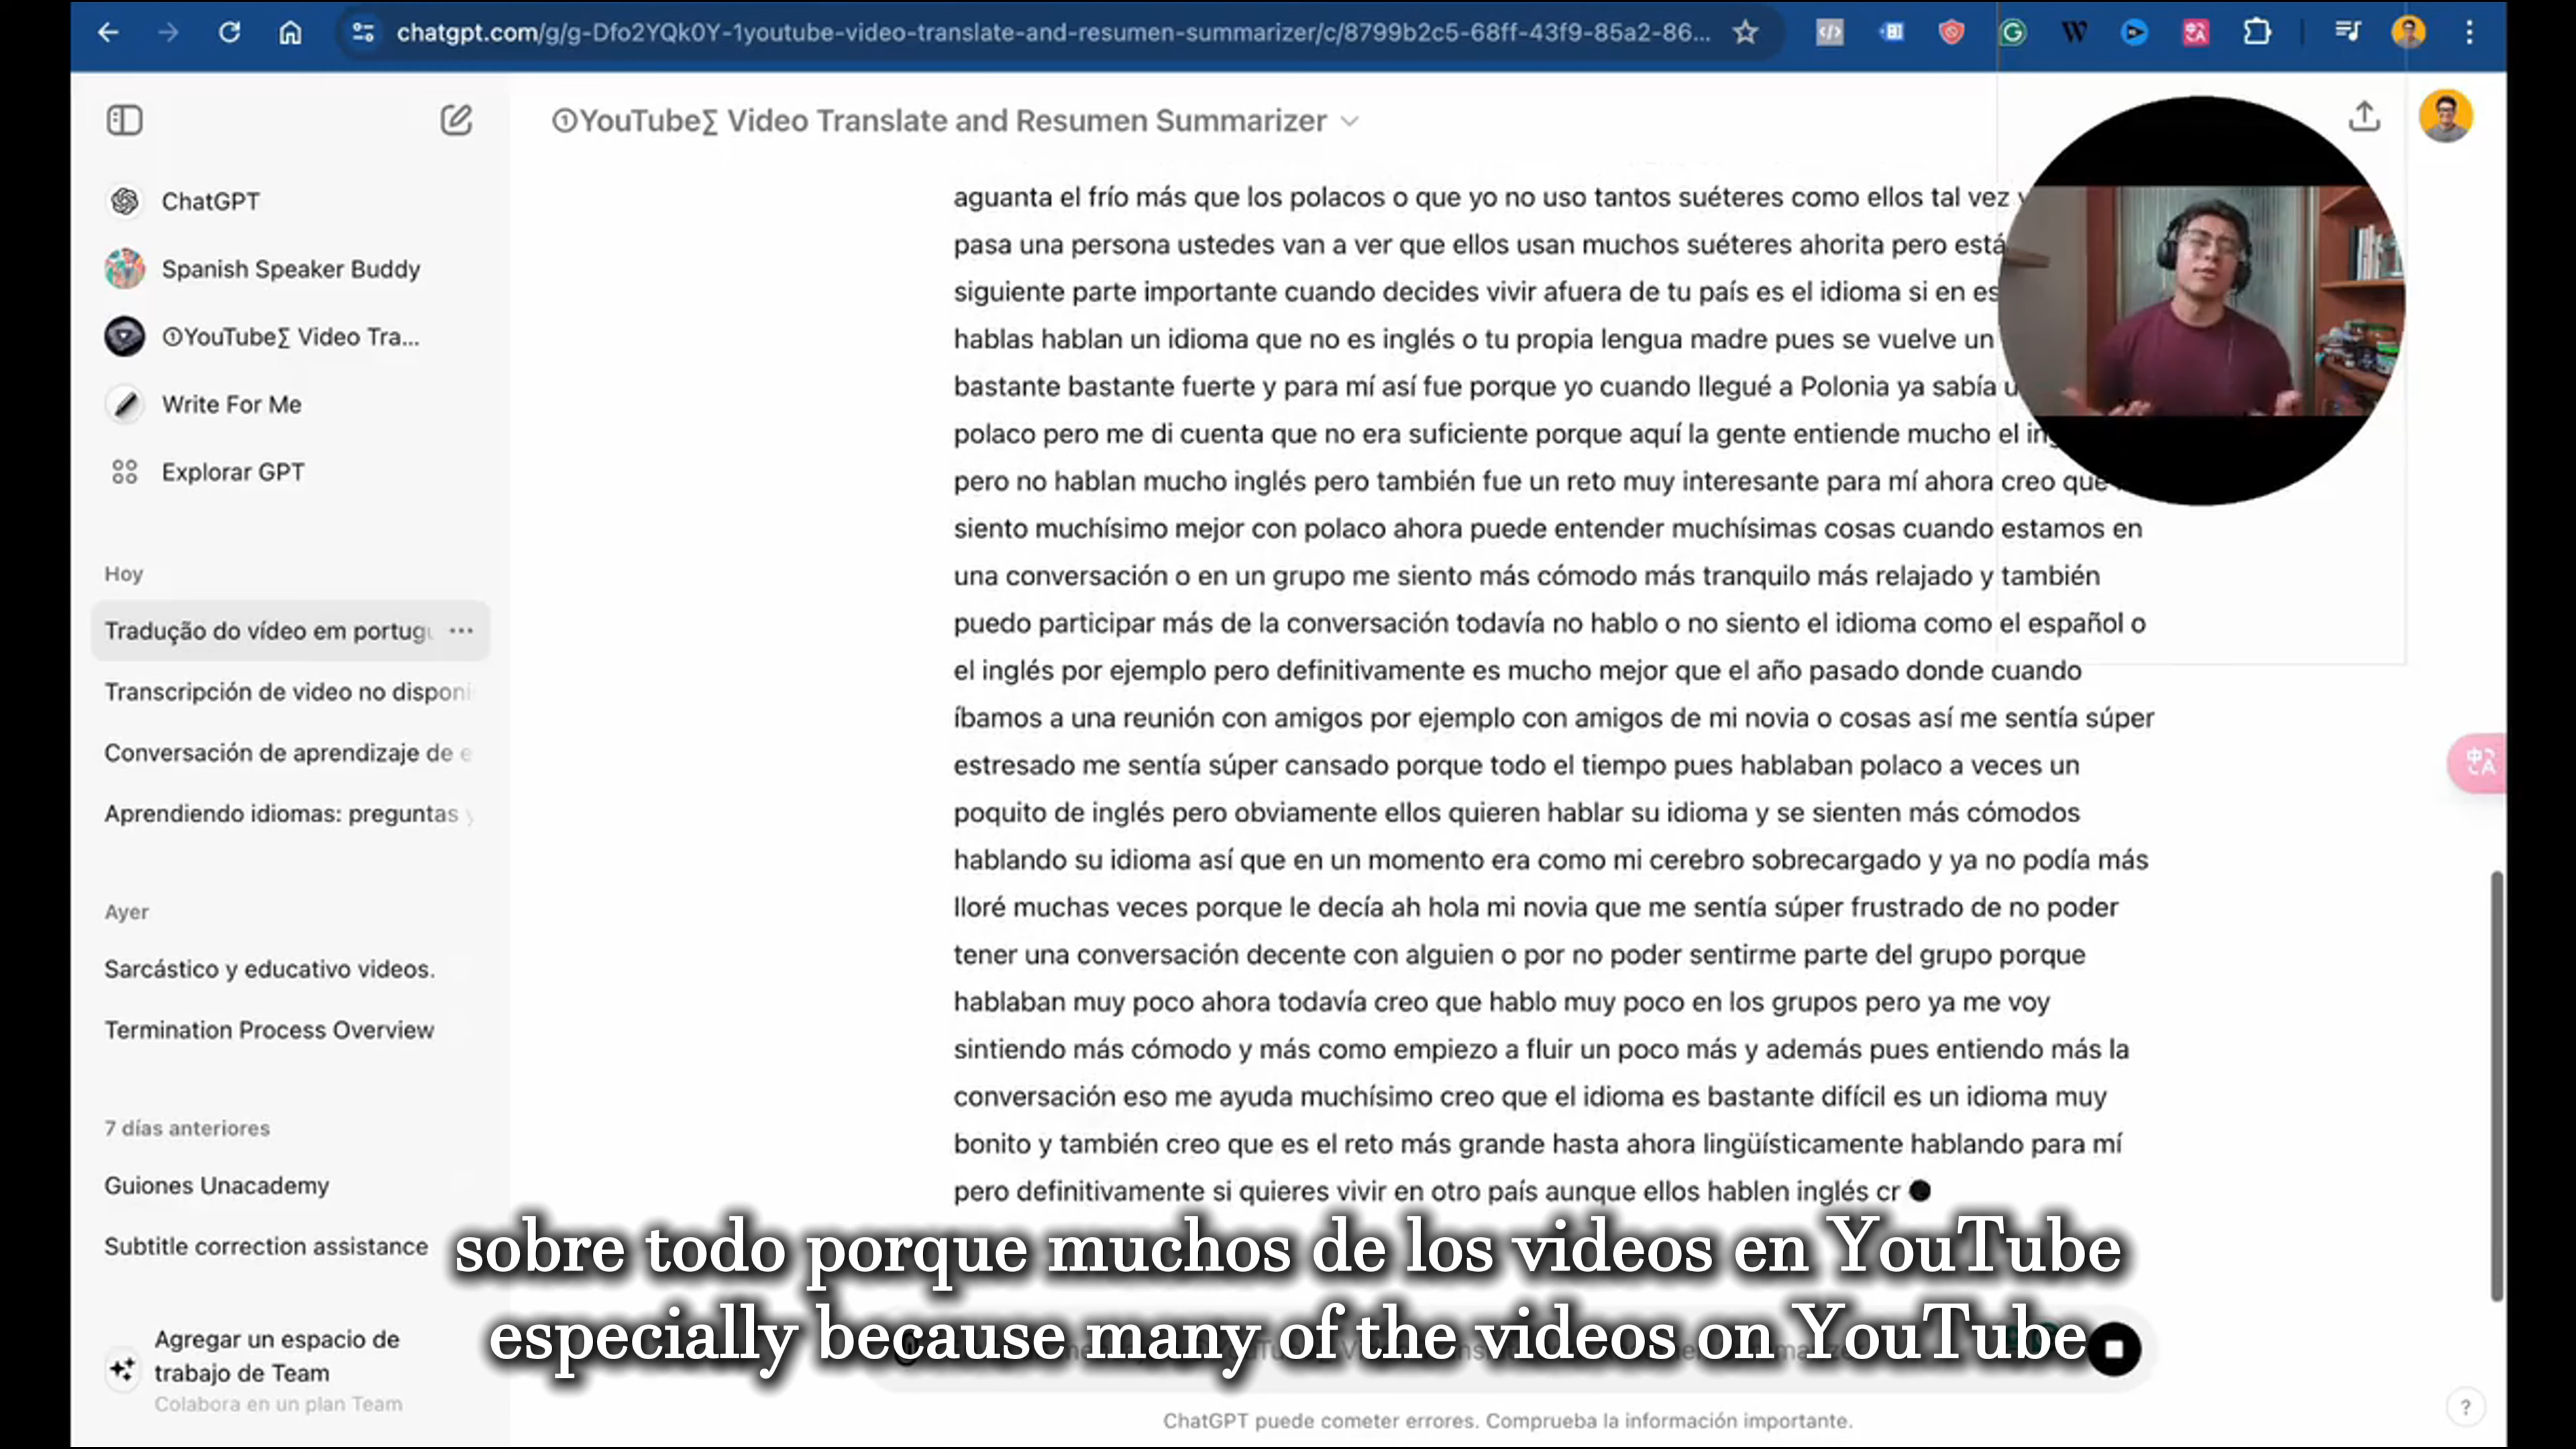 chatgpt.com/g/g-Dfo2YQk0Y-1youtube-video-translate-and-resumen-summarizer/c/8799b2c5-68ff-43f9-85a2-86...
①YouTube∑ Video Translate and Resumen Summarizer
ChatGPT
Spanish Speaker Buddy
①YouTube∑ Video Tra...
Write For Me
Explorar GPT
Hoy
Tradução do vídeo em portugu
Transcripción de video no disponi
Conversación de aprendizaje de e
Aprendiendo idiomas: preguntas y
Ayer
Sarcástico y educativo videos.
Termination Process Overview
7 días anteriores
Guiones Unacademy
Subtitle correction assistance
Agregar un espacio de
trabajo de Team
Colabora en un plan Team
aguanta el frío más que los polacos o que yo no uso tantos suéteres como ellos tal vez
pasa una persona ustedes van a ver que ellos usan muchos suéteres ahorita pero está
siguiente parte importante cuando decides vivir afuera de tu país es el idioma si en es
hablas hablan un idioma que no es inglés o tu propia lengua madre pues se vuelve un
bastante bastante fuerte y para mí así fue porque yo cuando llegué a Polonia ya sabía u
polaco pero me di cuenta que no era suficiente porque aquí la gente entiende mucho el
pero no hablan mucho inglés pero también fue un reto muy interesante para mí ahora creo que
siento muchísimo mejor con polaco ahora puede entender muchísimas cosas cuando estamos en
una conversación o en un grupo me siento más cómodo más tranquilo más relajado y también
puedo participar más de la conversación todavía no hablo o no siento el idioma como el español o
el inglés por ejemplo pero definitivamente es mucho mejor que el año pasado donde cuando
íbamos a una reunión con amigos por ejemplo con amigos de mi novia o cosas así me sentía súper
estresado me sentía súper cansado porque todo el tiempo pues hablaban polaco a veces un
poquito de inglés pero obviamente ellos quieren hablar su idioma y se sienten más cómodos
hablando su idioma así que en un momento era como mi cerebro sobrecargado y ya no podía más
lloré muchas veces porque le decía ah hola mi novia que me sentía súper frustrado de no poder
tener una conversación decente con alguien o por no poder sentirme parte del grupo porque
hablaban muy poco ahora todavía creo que hablo muy poco en los grupos pero ya me voy
sintiendo más cómodo y más como empiezo a fluir un poco más y además pues entiendo más la
conversación eso me ayuda muchísimo creo que el idioma es bastante difícil es un idioma muy
bonito y también creo que es el reto más grande hasta ahora lingüísticamente hablando para mí
pero definitivamente si quieres vivir en otro país aunque ellos hablen inglés cr
sobre todo porque muchos de los videos en YouTube
especially because many of the videos on YouTube
ChatGPT puede cometer errores. Comprueba la información importante.
?